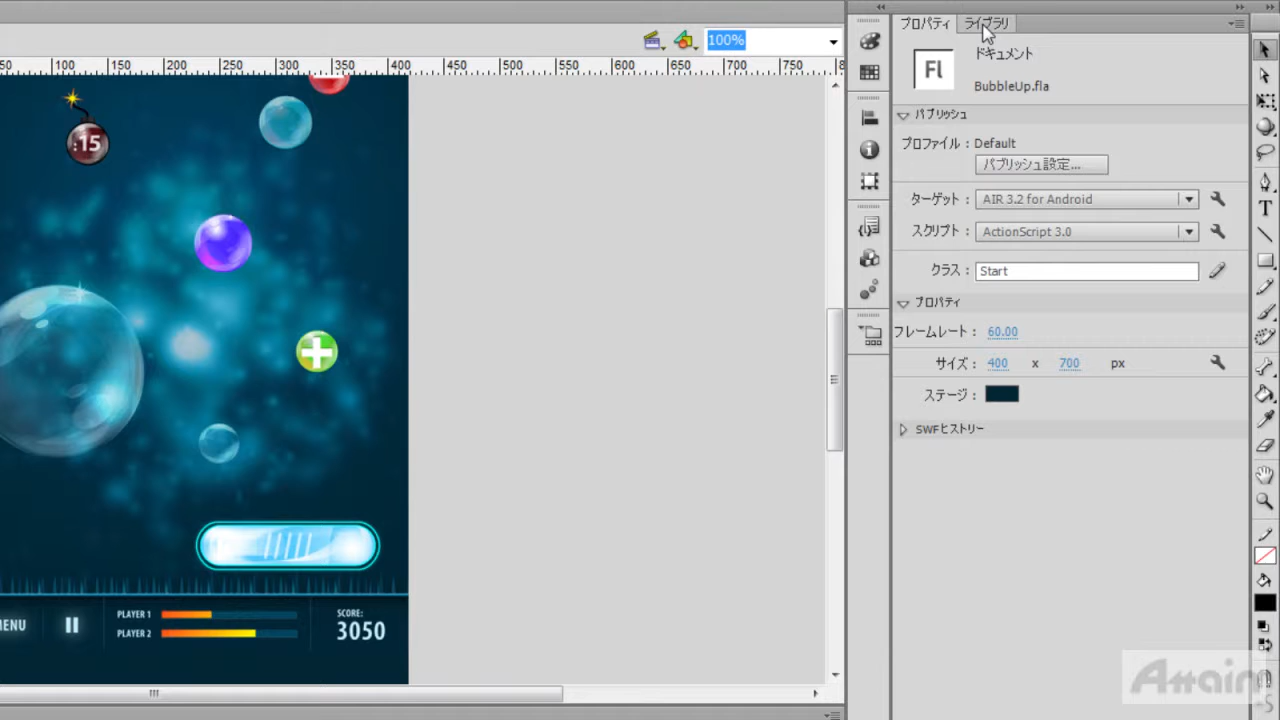 プロパティ ライブラリ
100%
50 100 150 200 250 300 350 400 450 500 550 600 650 700 750 8
Fl
ドキュメント
BubbleUp.fla
パブリッシュ
プロファイル : Default
パブリッシュ設定...
ターゲット : AIR 3.2 for Android
スクリプト : ActionScript 3.0
クラス : Start
プロパティ
フレームレート : 60.00
サイズ : 400 x 700 px
ステージ :
SWFヒストリー
:15
ENU
PLAYER 1
PLAYER 2
SCORE:
3050
Attain